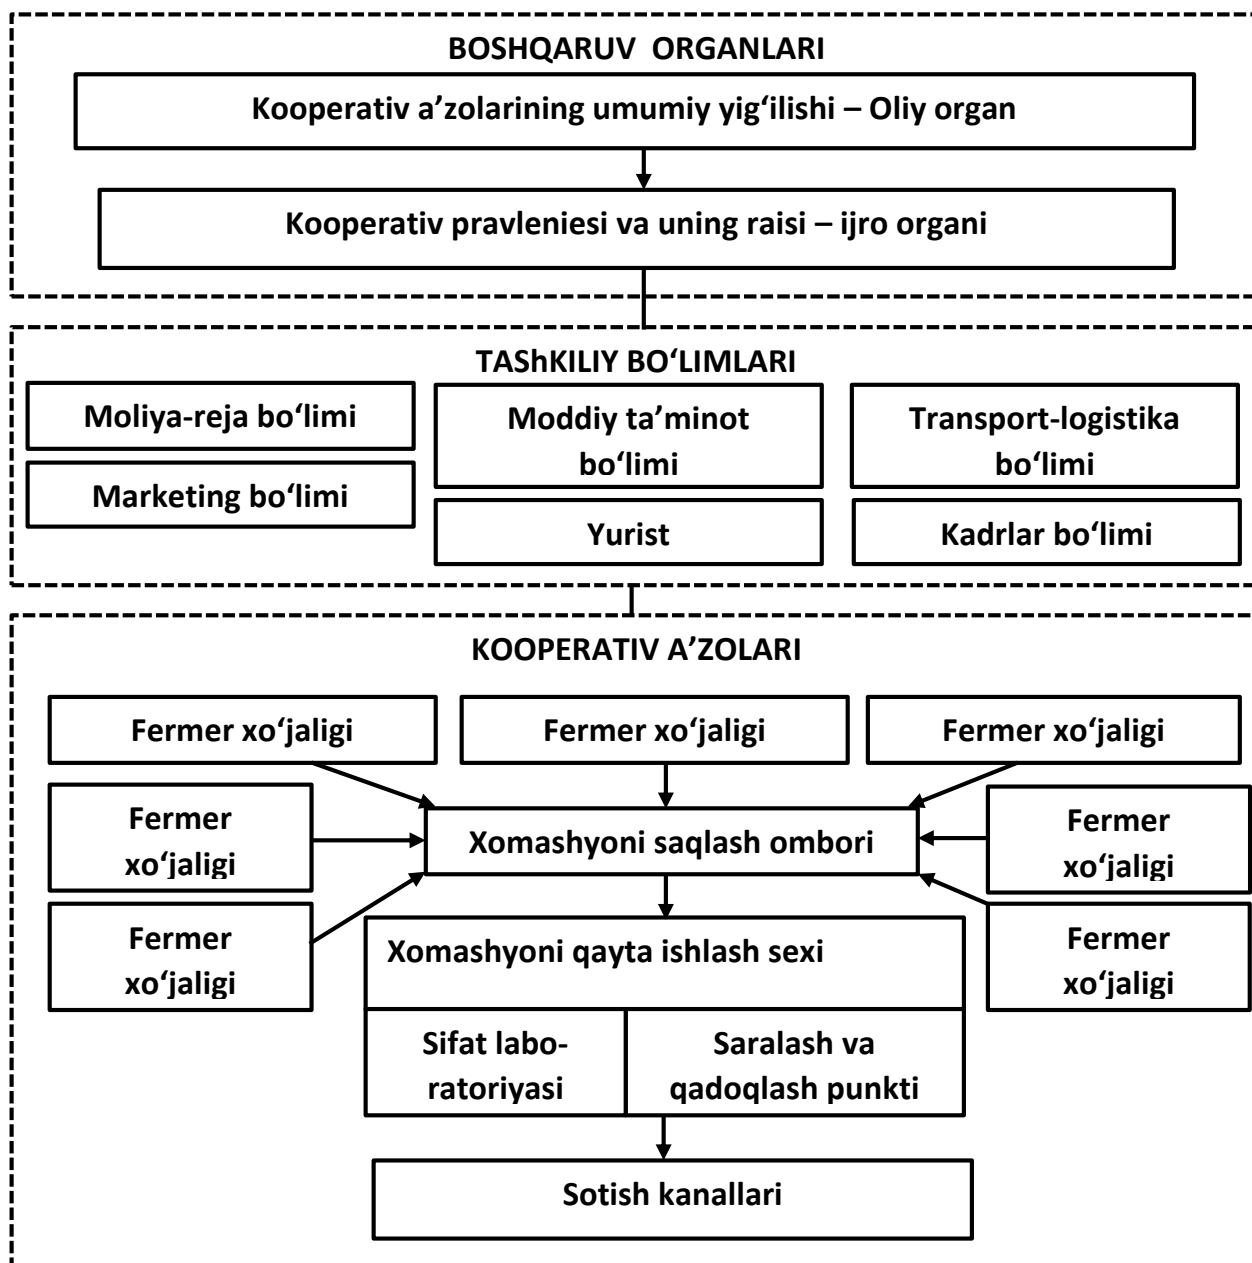 BOSHQARUV ORGANLARI
Kooperativ a’zolarining umumiy yig‘ilishi – Oliy organ
Kooperativ pravleniesi va uning raisi – ijro organi
TAShKILIY BO‘LIMLARI
Moliya-reja bo‘limi
Marketing bo‘limi
Moddiy ta’minot
bo‘limi
Yurist
Transport-logistika
bo‘limi
Kadrlar bo‘limi
KOOPERATIV A’ZOLARI
Fermer xo‘jaligi
Fermer xo‘jaligi
Fermer xo‘jaligi
Fermer
xo‘jaligi
Xomashyoni saqlash ombori
Fermer
xo‘jaligi
Fermer
xo‘jaligi
Xomashyoni qayta ishlash sexi
Fermer
xo‘jaligi
Sifat labo-
ratoriyasi
Saralash va
qadoqlash punkti
Sotish kanallari